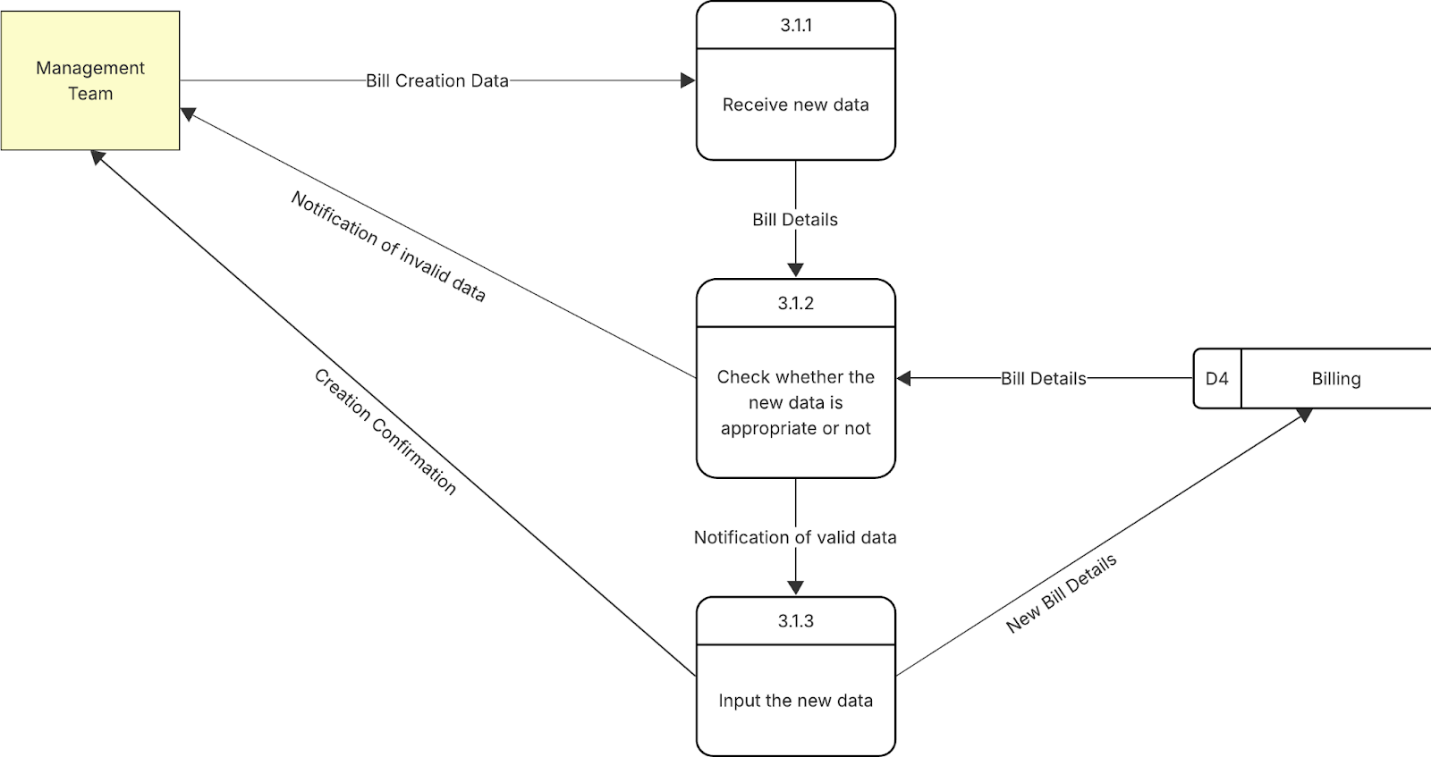 3.1.1
Management
Team
Bill Creation Data
Receive new data
Notification of invalid data
Bill Details
3.1.2
Check whether the
new data is
appropriate or not
Bill Details
D4
Billing
Creation Confirmation
Notification of valid data
New Bill Details
3.1.3
Input the new data